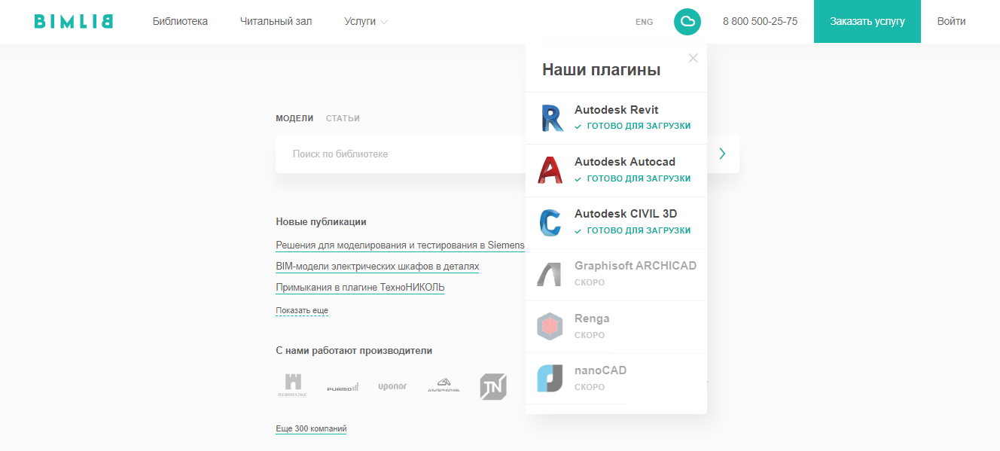 BIMLIB
Библиотека
Читальный зал
Услуги
ENG
8 800 500-25-75
Заказать услугу
Войти
Наши плагины
Autodesk Revit
ГОТОВО ДЛЯ ЗАГРУЗКИ
Autodesk Autocad
ГОТОВО ДЛЯ ЗАГРУЗКИ
Autodesk CIVIL 3D
ГОТОВО ДЛЯ ЗАГРУЗКИ
Graphisoft ARCHICAD
СКОРО
Renga
СКОРО
nanoCAD
СКОРО
МОДЕЛИ
СТАТЬИ
Поиск по библиотеке
Новые публикации
Решения для моделирования и тестирования в Siemens
BIM-модели электрических шкафов в деталях
Примыкания в плагине ТехноНИКОЛЬ
Показать еще
С нами работают производители
ПЕНОПЛЭКС
PURMO
uponor
АЛЬТЕРНАТИВА
TN
Еще 300 компаний